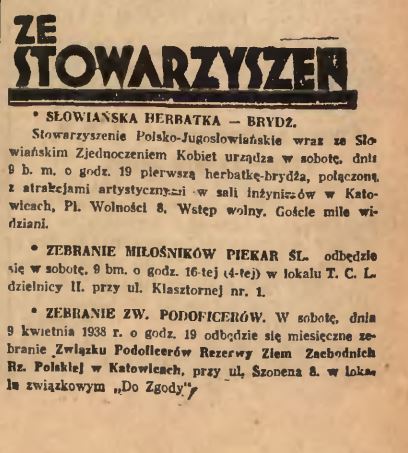 ZE
STOWARZYSZEŃ
* SŁOWIAŃSKA HERBATKA — BRYDŻ.
Stowarzyszenie Polsko-Jugosłowiańskie wraz ze Sło
wiańskim Zjednoczeniem Kobiet urządza w sobotę, dnia
9 b. m. o godz. 19 pierwszą herbatkę-brydża, połączoną
z atrakcjami artystycznymi w sali inżynierów w Kato-
wicach, Pl. Wolności 8. Wstęp wolny. Goście mile wi-
dziani.
* ZEBRANIE MIŁOŚNIKÓW PIEKAR ŚL. odbędzie
się w sobotę, 9 bm. o godz. 16-tej (4-tej) w lokalu T. C. L.
dzielnicy II. przy ul. Klasztornej nr. 1.
* ZEBRANIE ZW. PODOFICERÓW. W sobotę, dnia
9 kwietnia 1938 r. o godz. 19 odbędzie się miesięczne ze-
branie Związku Podoficerów Rezerwy Ziem Zachodnich
Rz. Polskiej w Katowicach, przy ul. Szopena 8. w loka-
lu związkowym „Do Zgody”,